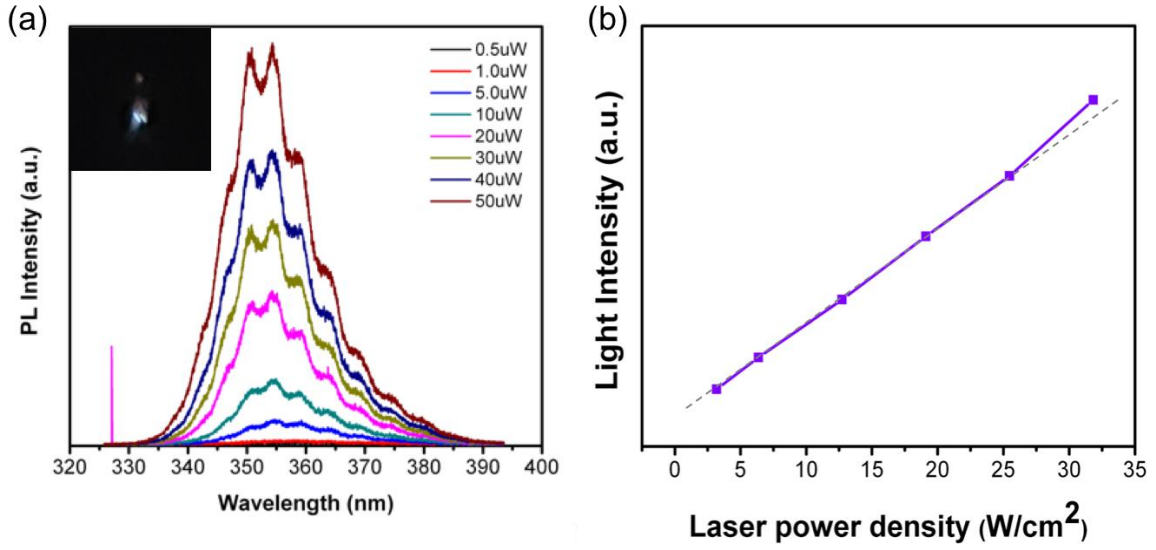 (a)
0.5uW
1.0uW
5.0uW
10uW
20uW
30uW
40uW
50uW
PL Intensity (a.u.)
320 330 340 350 360 370 380 390 400
Wavelength (nm)
(b)
Light Intensity (a.u.)
0 5 10 15 20 25 30 35
Laser power density (W/cm²)